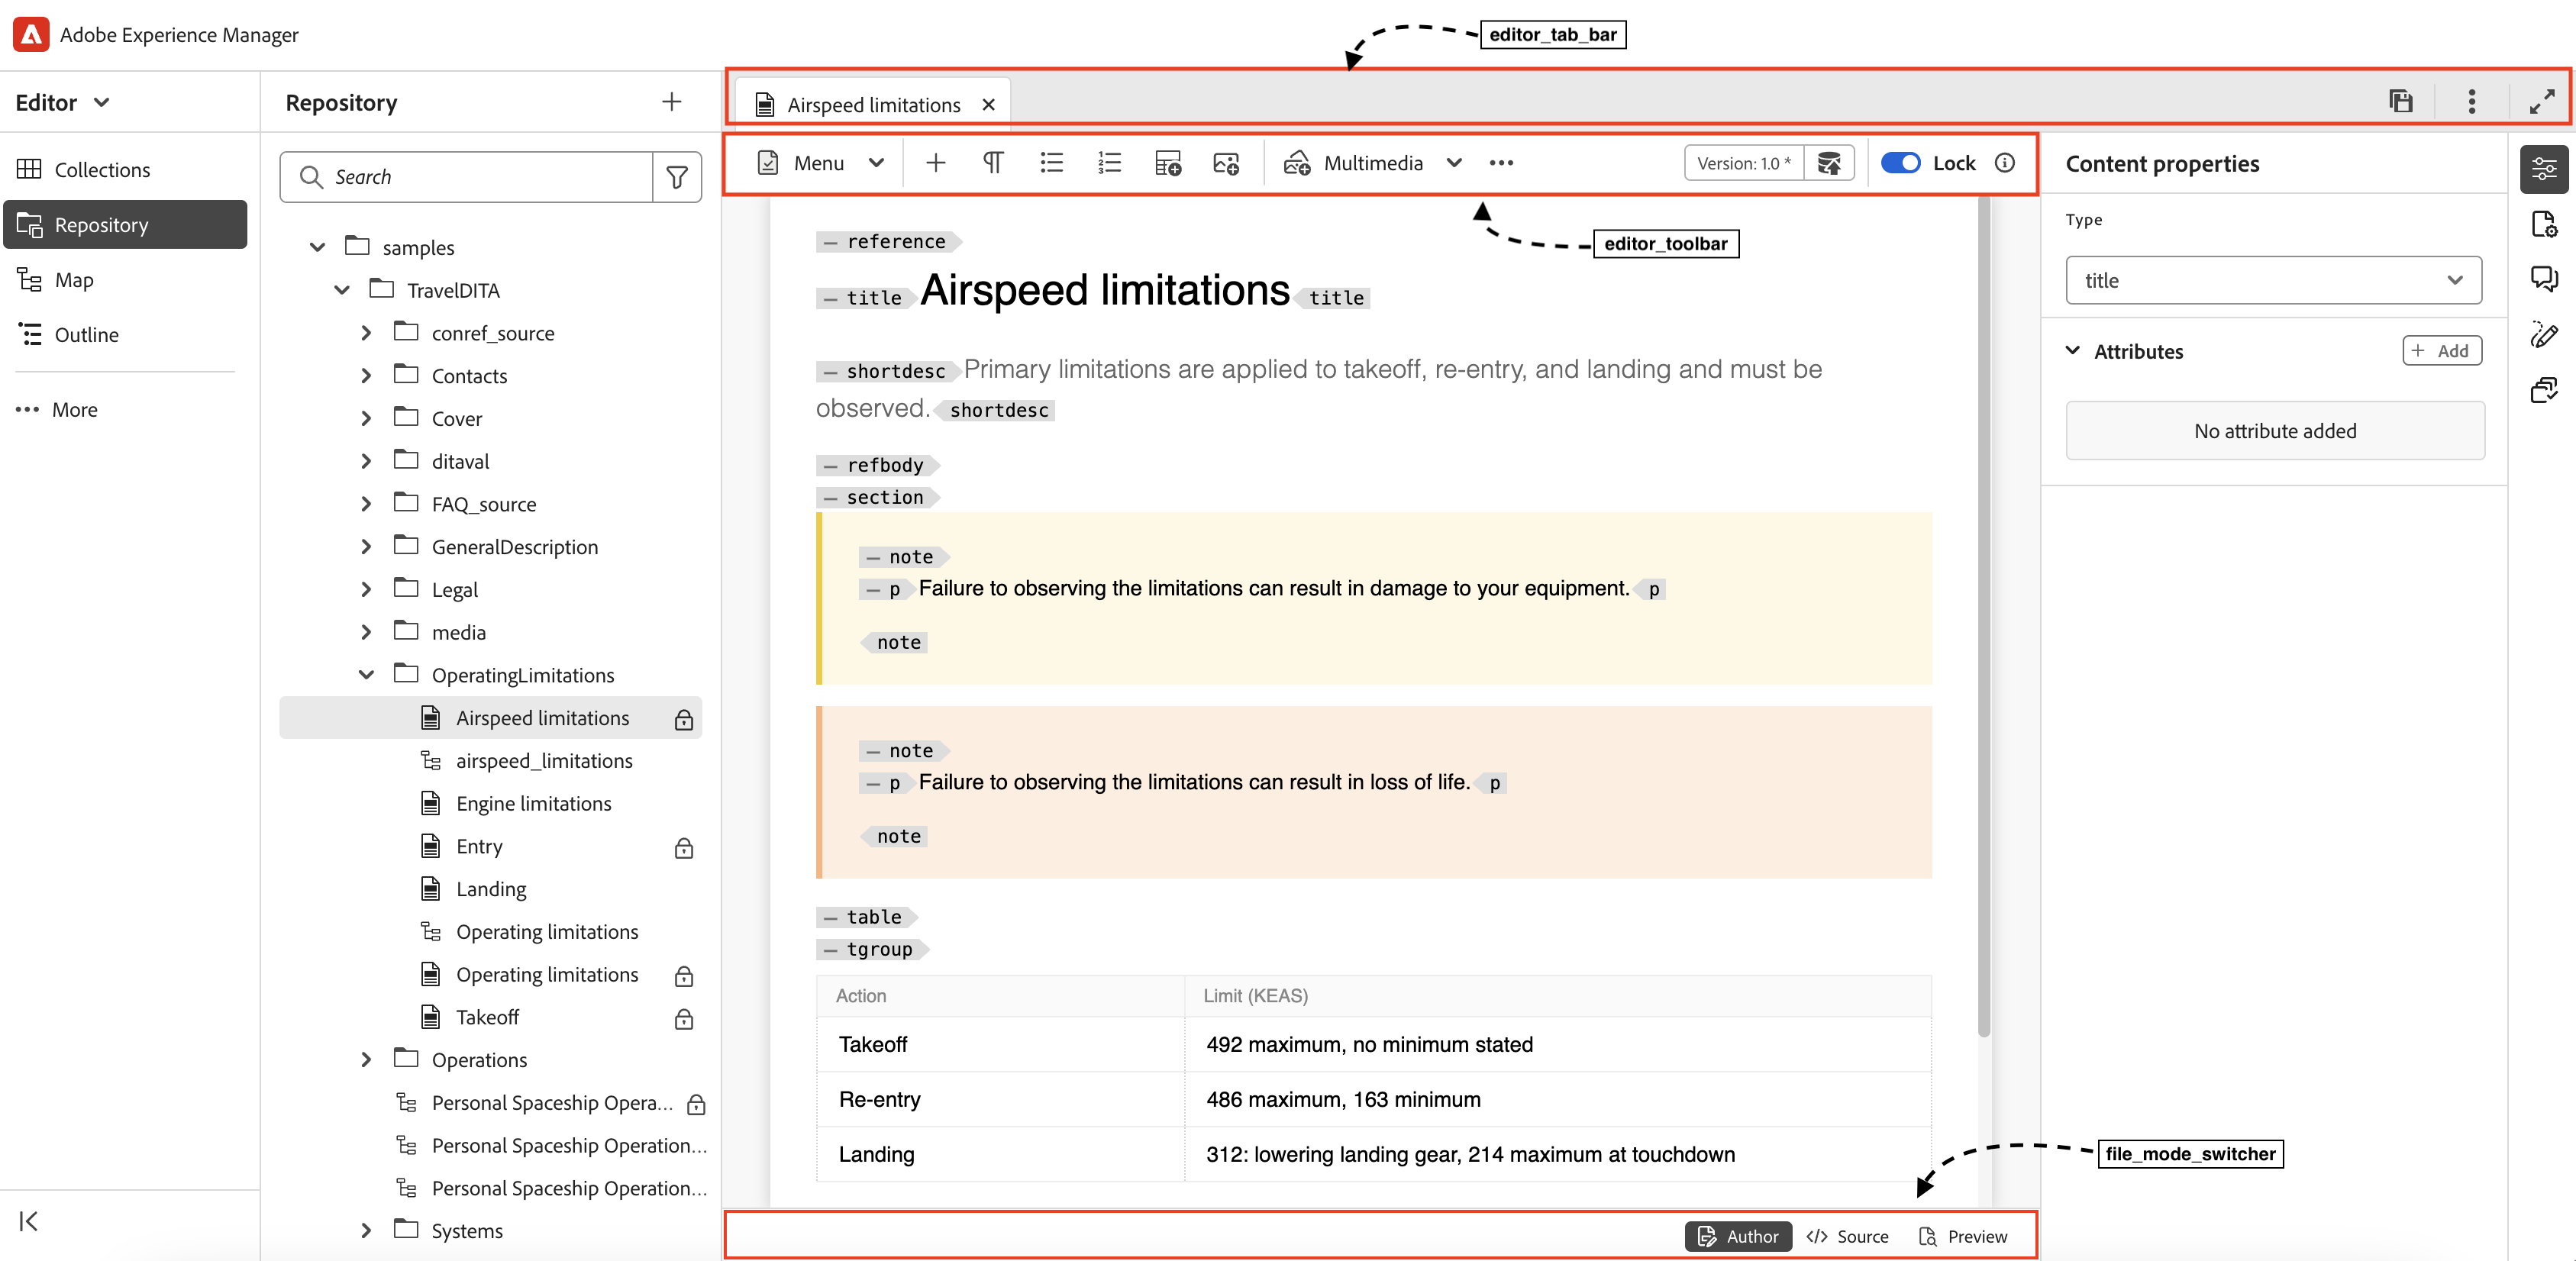 Adobe Experience Manager
editor_tab_bar
Editor
Repository
Airspeed limitations
Collections
Repository
Map
Outline
More
Search
samples
TravelDITA
conref_source
Contacts
Cover
ditaval
FAQ_source
GeneralDescription
Legal
media
OperatingLimitations
Airspeed limitations
airspeed_limitations
Engine limitations
Entry
Landing
Operating limitations
Operating limitations
Takeoff
Operations
Personal Spaceship Opera...
Personal Spaceship Operation...
Personal Spaceship Operation...
Systems
Menu
Multimedia
Version: 1.0 *
Lock
editor_toolbar
– reference
– title Airspeed limitations title
– shortdesc Primary limitations are applied to takeoff, re-entry, and landing and must be
observed. shortdesc
– refbody
– section
– note
– p Failure to observing the limitations can result in damage to your equipment. p
note
– note
– p Failure to observing the limitations can result in loss of life. p
note
– table
– tgroup
Action Limit (KEAS)
Takeoff 492 maximum, no minimum stated
Re-entry 486 maximum, 163 minimum
Landing 312: lowering landing gear, 214 maximum at touchdown
file_mode_switcher
Author </> Source Preview
Content properties
Type
title
Attributes + Add
No attribute added